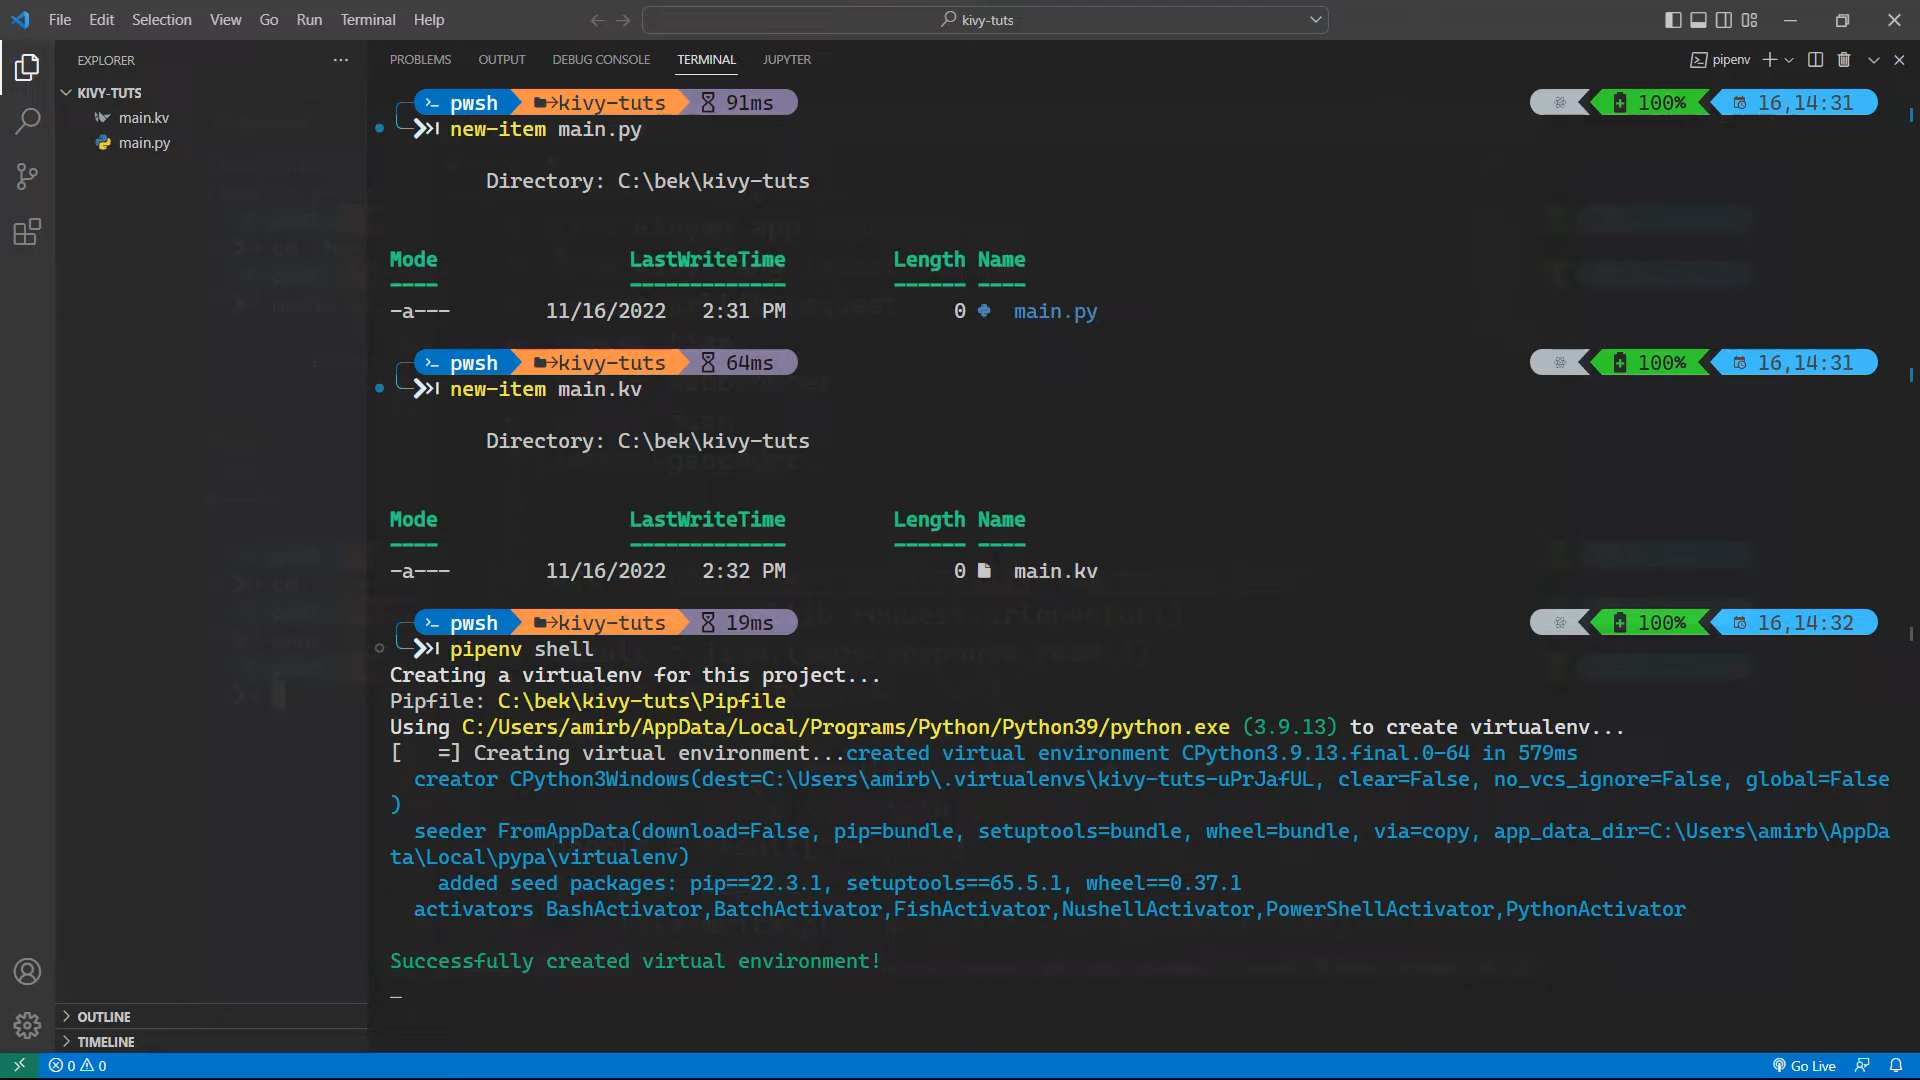 File Edit Selection View Go Run Terminal Help
kivy-tuts
EXPLORER
KIVY-TUTS
main.kv
main.py
OUTLINE
TIMELINE
PROBLEMS OUTPUT DEBUG CONSOLE TERMINAL JUPYTER
pipenv
pwsh kivy-tuts 91ms 100% 16,14:31
new-item main.py
Directory: C:\bek\kivy-tuts
Mode LastWriteTime Length Name
---- ------------- ------ ----
-a--- 11/16/2022 2:31 PM 0 main.py
pwsh kivy-tuts 64ms 100% 16,14:31
new-item main.kv
Directory: C:\bek\kivy-tuts
Mode LastWriteTime Length Name
---- ------------- ------ ----
-a--- 11/16/2022 2:32 PM 0 main.kv
pwsh kivy-tuts 19ms 100% 16,14:32
pipenv shell
Creating a virtualenv for this project...
Pipfile: C:\bek\kivy-tuts\Pipfile
Using C:/Users/amirb/AppData/Local/Programs/Python/Python39/python.exe (3.9.13) to create virtualenv...
[   =] Creating virtual environment...created virtual environment CPython3.9.13.final.0-64 in 579ms
creator CPython3Windows(dest=C:\Users\amirb\.virtualenvs\kivy-tuts-uPrJafUL, clear=False, no_vcs_ignore=False, global=False
)
seeder FromAppData(download=False, pip=bundle, setuptools=bundle, wheel=bundle, via=copy, app_data_dir=C:\Users\amirb\AppDa
ta\Local\pypa\virtualenv)
added seed packages: pip==22.3.1, setuptools==65.5.1, wheel==0.37.1
activators BashActivator,BatchActivator,FishActivator,NushellActivator,PowerShellActivator,PythonActivator
Successfully created virtual environment!
0 0
Go Live